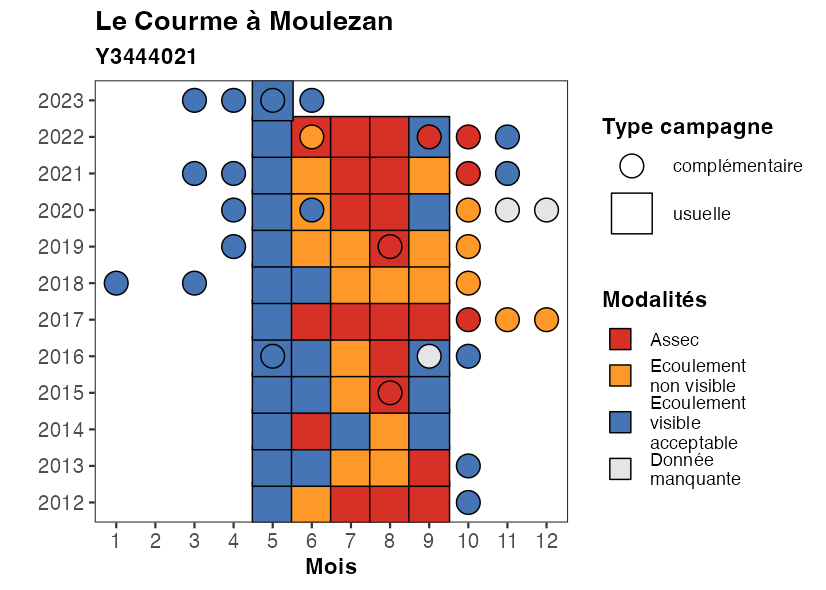 Le Courme à Moulezan
Y3444021
2023
2022
2021
2020
2019
2018
2017
2016
2015
2014
2013
2012
1 2 3 4 5 6 7 8 9 10 11 12
Mois
Type campagne
complémentaire
usuelle
Modalités
Assec
Ecoulement
non visible
Ecoulement
visible
acceptable
Donnée
manquante